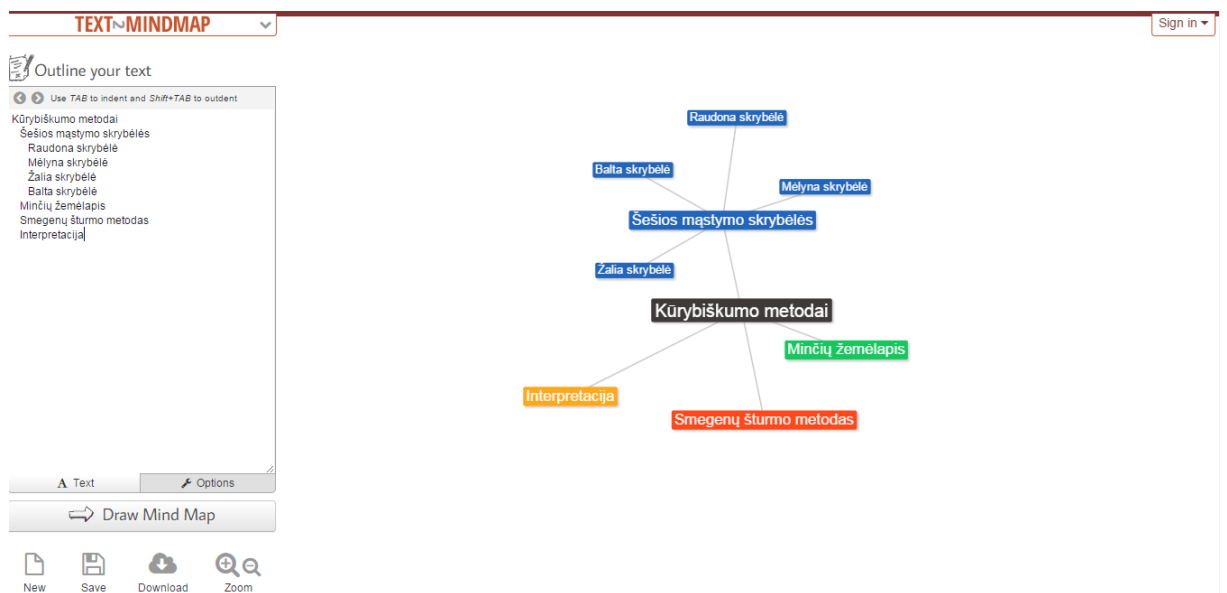 TEXT~MINDMAP
Sign in
Outline your text
Use TAB to indent and Shift+TAB to outdent
Kūrybiškumo metodai
Šešios mąstymo skrybėlės
Raudona skrybėlė
Mėlyna skrybėlė
Žalia skrybėlė
Balta skrybėlė
Minčių žemėlapis
Smegenų šturmo metodas
Interpretacija
A Text
Options
Draw Mind Map
New
Save
Download
Zoom
Raudona skrybėlė
Balta skrybėlė
Mėlyna skrybėlė
Šešios mąstymo skrybėlės
Žalia skrybėlė
Kūrybiškumo metodai
Minčių žemėlapis
Interpretacija
Smegenų šturmo metodas